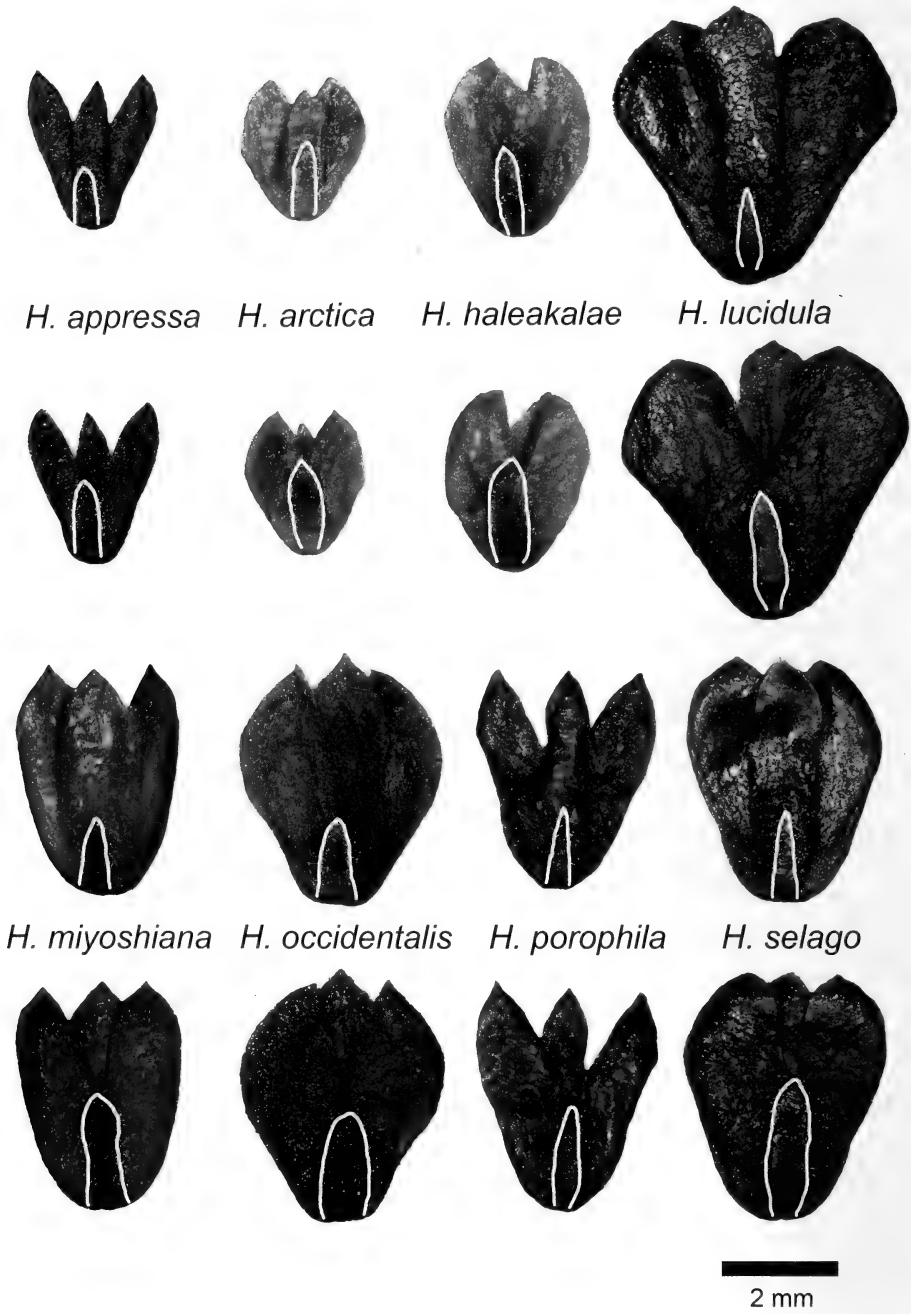 H. appressa H. arctica H. haleakalae H. lucidula
H. miyoshiana H. occidentalis H. porophila H. selago
2 mm